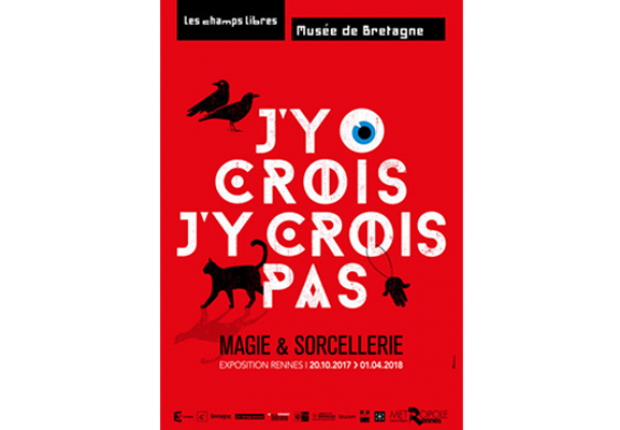 Les champs libres
Musée de Bretagne
J'Y
CROIS
J'Y CROIS
PAS
MAGIE & SORCELLERIE
EXPOSITION RENNES | 20.10.2017 > 01.04.2018
MÉTROPOLE
Rennes